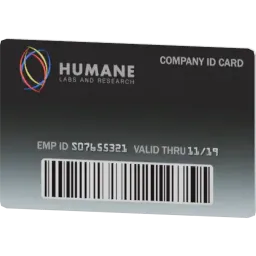 HUMANE
LABS AND RESEARCH
COMPANY ID CARD
EMP ID S07655321 VALID THRU 11/19